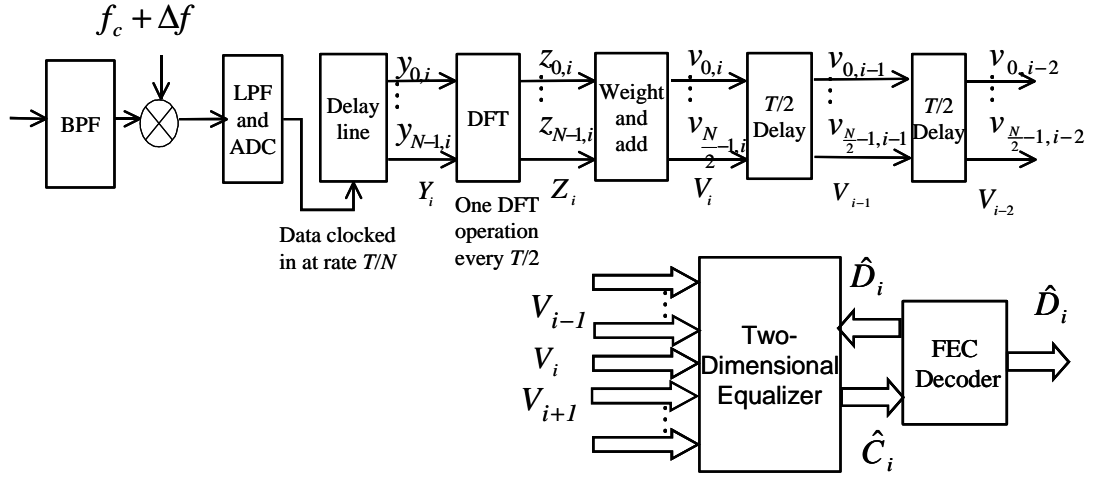 f_c + Δf
BPF
LPF
and
ADC
Delay
line
y_{0,i}
y_{N-1,i}
Y_i
DFT
z_{0,i}
z_{N-1,i}
Z_i
Weight
and
add
v_{0,i}
v_{N/2-1,i}
V_i
T/2
Delay
v_{0,i-1}
v_{N/2-1,i-1}
V_{i-1}
T/2
Delay
v_{0,i-2}
v_{N/2-1,i-2}
V_{i-2}
Data clocked
in at rate T/N
One DFT
operation
every T/2
V_{i-1}
V_i
V_{i+1}
Two-
Dimensional
Equalizer
D̂_i
Ĉ_i
FEC
Decoder
D̂_i